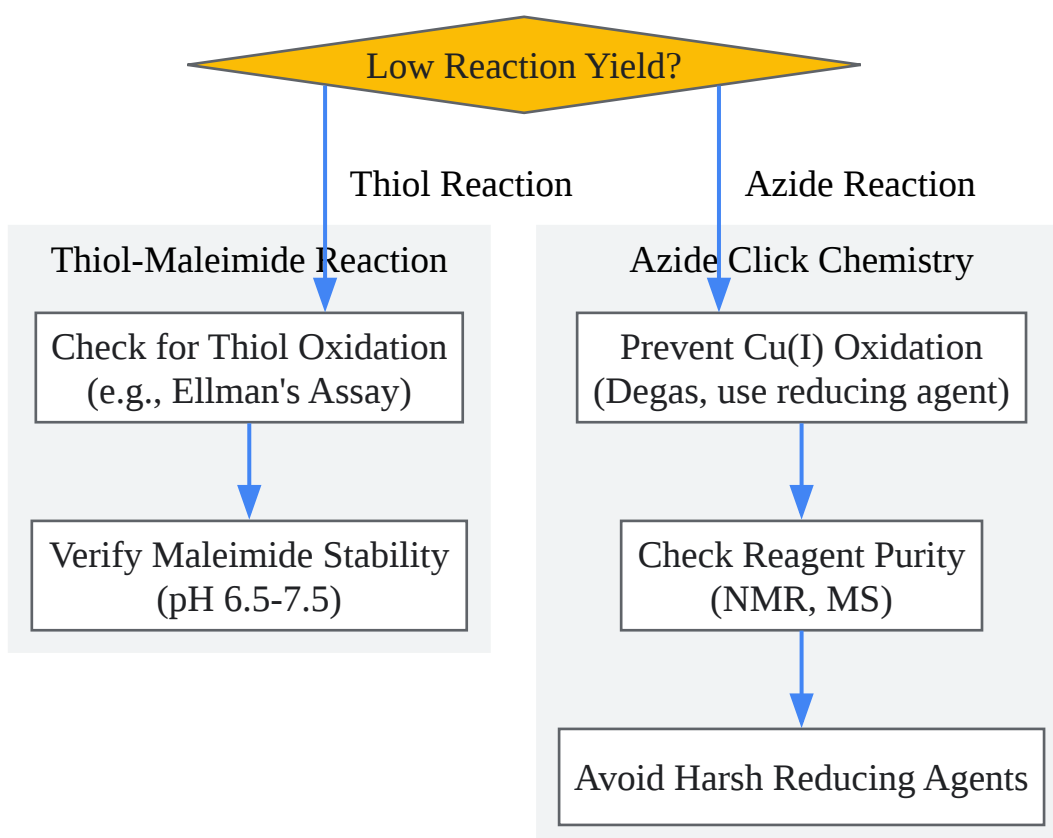 Low Reaction Yield?
Thiol Reaction
Azide Reaction
Thiol-Maleimide Reaction
Check for Thiol Oxidation
(e.g., Ellman's Assay)
Verify Maleimide Stability
(pH 6.5-7.5)
Azide Click Chemistry
Prevent Cu(I) Oxidation
(Degas, use reducing agent)
Check Reagent Purity
(NMR, MS)
Avoid Harsh Reducing Agents